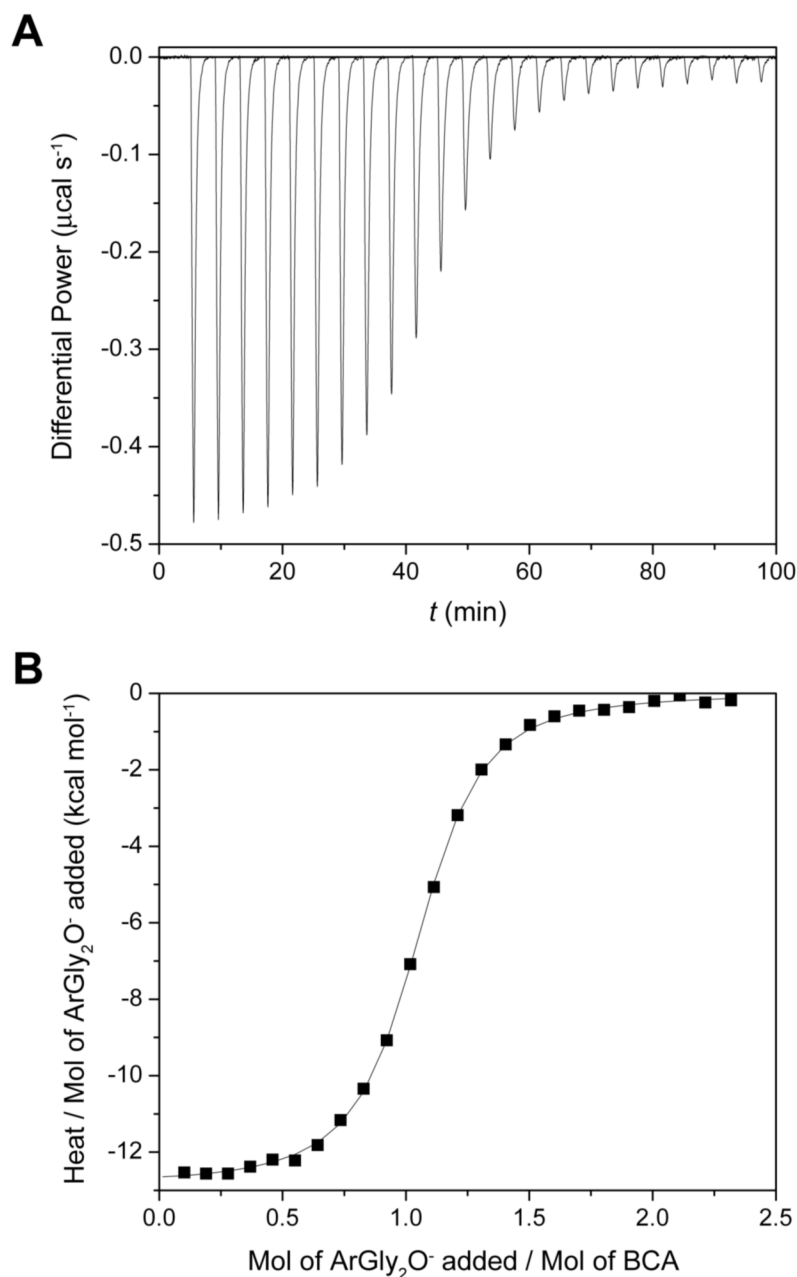 A
0.0
-0.1
-0.2
-0.3
-0.4
-0.5
Differential Power (μcal s⁻¹)
0 20 40 60 80 100
t (min)
B
0
-2
-4
-6
-8
-10
-12
Heat / Mol of ArGly₂O⁻ added (kcal mol⁻¹)
0.0 0.5 1.0 1.5 2.0 2.5
Mol of ArGly₂O⁻ added / Mol of BCA